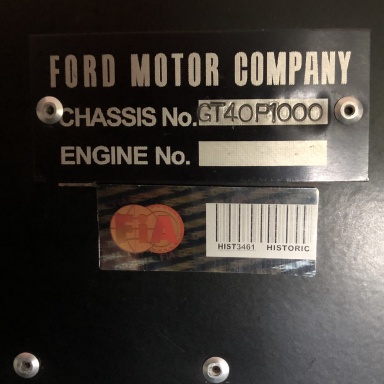 FORD MOTOR COMPANY
CHASSIS No. GT40P1000
ENGINE No.
FIA
HIST3461 HISTORIC